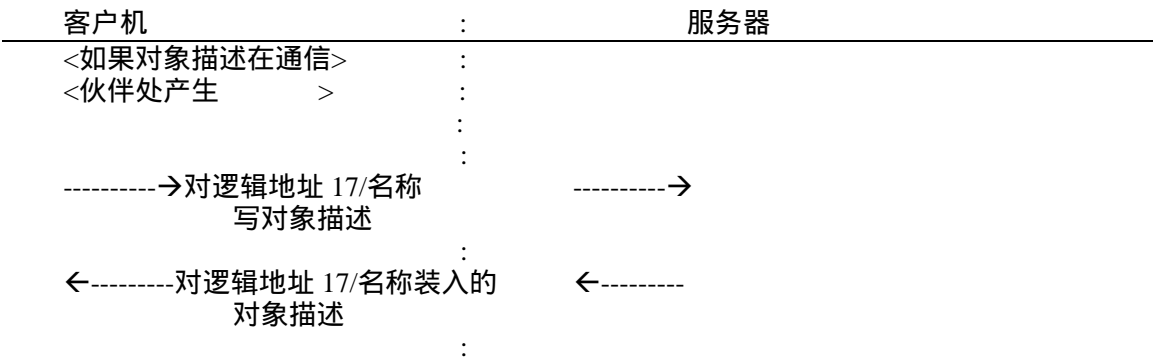 客户机 : 服务器
<如果对象描述在通信> :
<伙伴处产生 > :
:
:
----------→对逻辑地址 17/名称 ----------→
写对象描述
:
←---------对逻辑地址 17/名称装入的 ←---------
对象描述
: